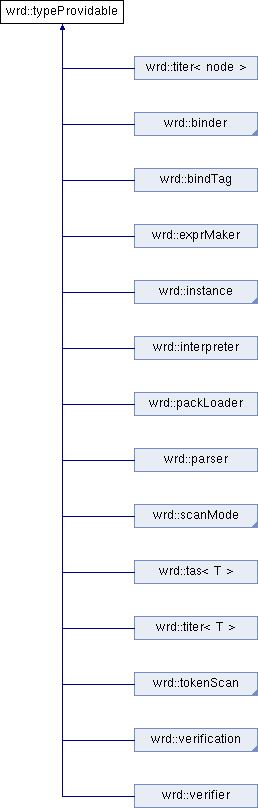 wrd::typeProvidable
wrd::titer< node >
wrd::binder
wrd::bindTag
wrd::exprMaker
wrd::instance
wrd::interpreter
wrd::packLoader
wrd::parser
wrd::scanMode
wrd::tas< T >
wrd::titer< T >
wrd::tokenScan
wrd::verification
wrd::verifier